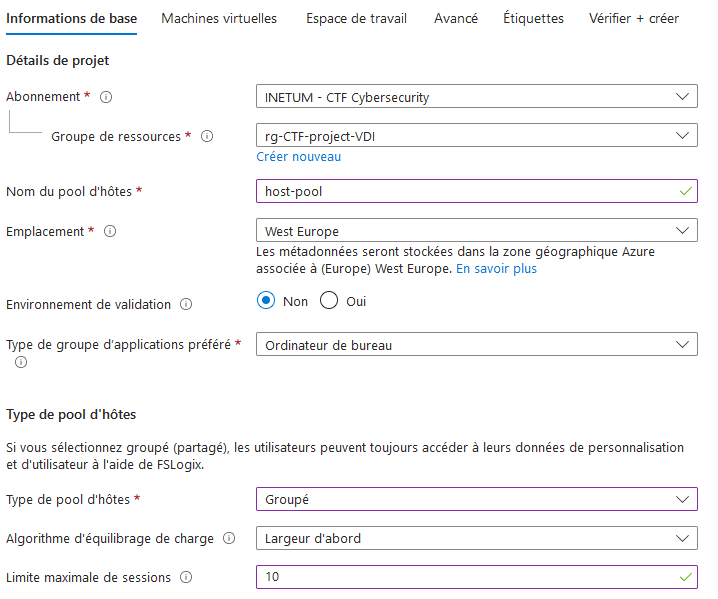 Informations de base Machines virtuelles Espace de travail Avancé Étiquettes Vérifier + créer
Détails de projet
Abonnement * INETUM - CTF Cybersecurity
Groupe de ressources * rg-CTF-project-VDI
Créer nouveau
Nom du pool d'hôtes * host-pool
Emplacement * West Europe
Les métadonnées seront stockées dans la zone géographique Azure
associée à (Europe) West Europe. En savoir plus
Environnement de validation Non Oui
Type de groupe d'applications préféré * Ordinateur de bureau
Type de pool d'hôtes
Si vous sélectionnez groupé (partagé), les utilisateurs peuvent toujours accéder à leurs données de personnalisation
et d'utilisateur à l'aide de FSLogix.
Type de pool d'hôtes * Groupé
Algorithme d'équilibrage de charge Largeur d'abord
Limite maximale de sessions 10